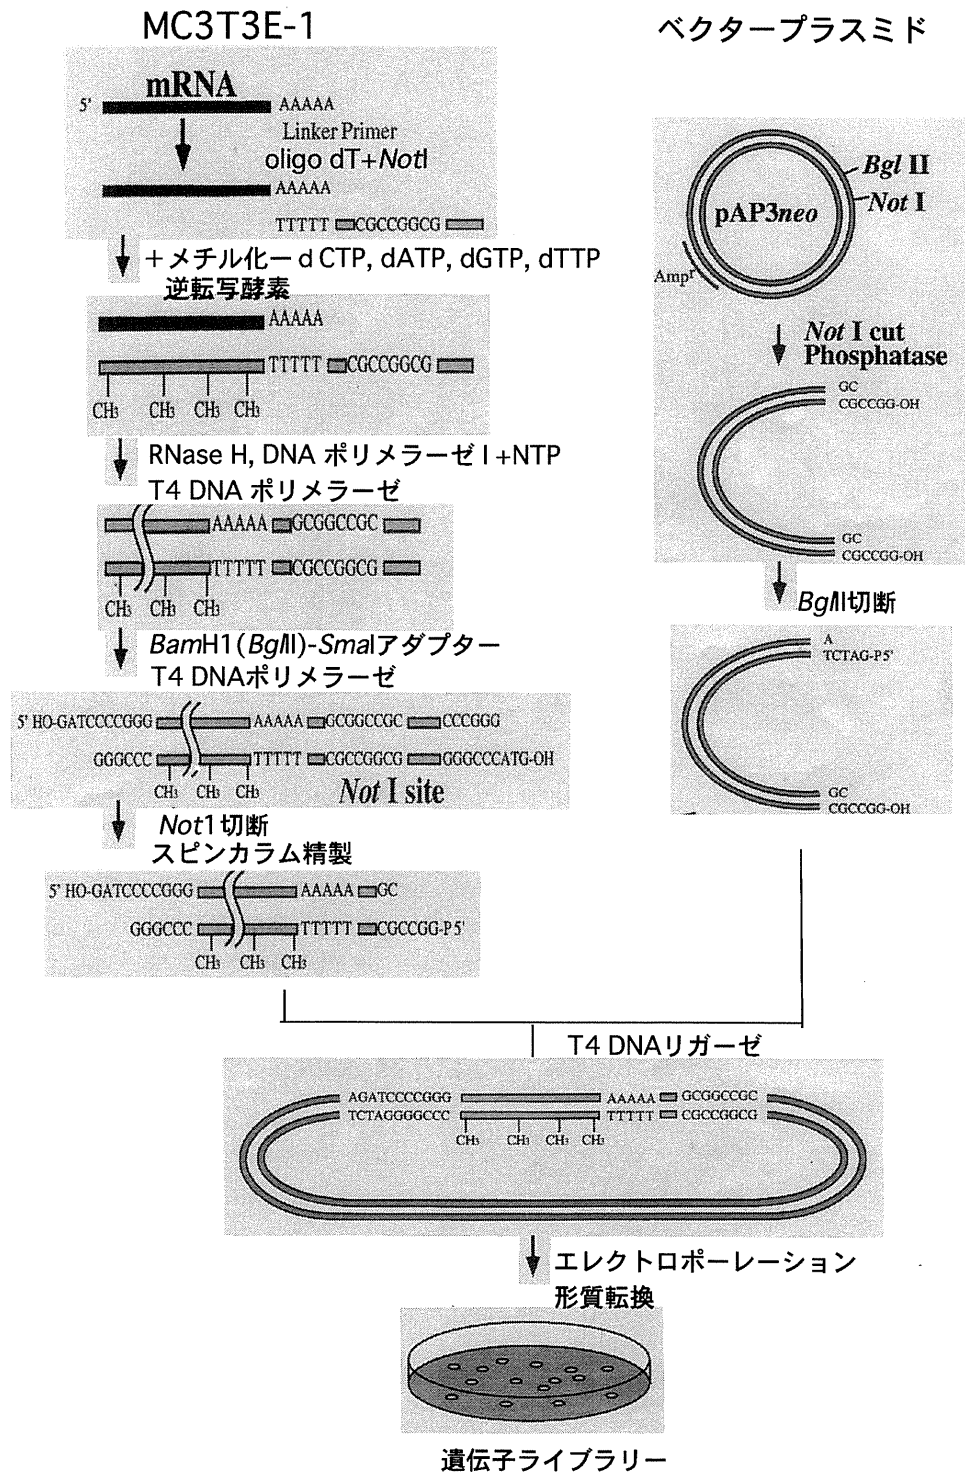 MC3T3E-1
mRNA
5' AAAAA
Linker Primer
oligo dT+NotI
AAAAA
TTTTT CGCCGGCG
+メチル化ーd CTP, dATP, dGTP, dTTP
逆転写酵素
AAAAA
TTTTT CGCCGGCG
CH3 CH3 CH3 CH3
RNase H, DNA ポリメラーゼ I +NTP
T4 DNA ポリメラーゼ
AAAAA GCGGCCGC
TTTTT CGCCGGCG
CH3 CH3 CH3
BamH1(BglII)-SmaIアダプター
T4 DNAポリメラーゼ
5' HO-GATCCCCGGG AAAAA GCGGCCGC CCCGGG
GGGCCC TTTTT CGCCGGCG GGGCCCATG-OH
CH3 CH3 CH3
Not I site
Not1切断
スピンカラム精製
5' HO-GATCCCCGGG AAAAA GC
GGGCCC TTTTT CGCCGG-P 5'
CH3 CH3 CH3
ベクタープラスミド
Bgl II
Not I
pAP3neo
Ampr
Not I cut
Phosphatase
GC
CGCCGG-OH
GC
CGCCGG-OH
BglII切断
A
TCTAG-P5'
GC
CGCCGG-OH
T4 DNAリガーゼ
AGATCCCCGGG AAAAA GCGGCCGC
TCTAGGGGCCC TTTTT CGCCGGCG
CH3 CH3 CH3 CH3
エレクトロポーレーション
形質転換
遺伝子ライブラリー